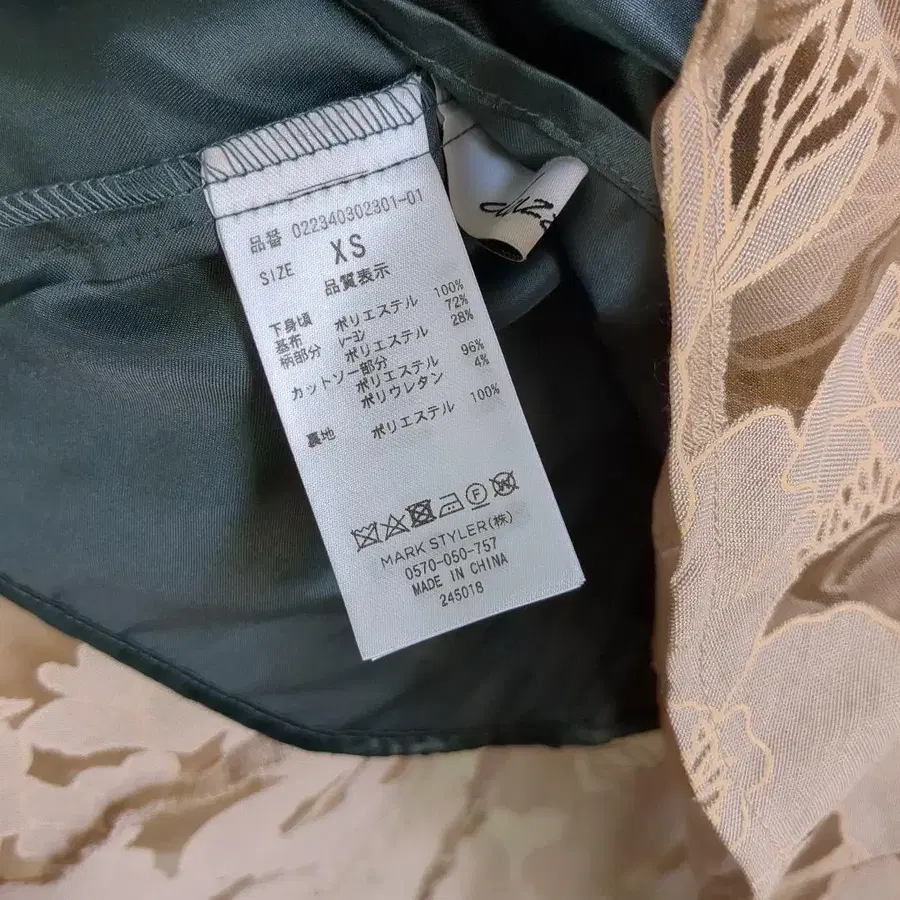 品番 022340302301-01
SIZE XS
品質表示
下身頃 ポリエステル 100%
基布 レーヨン 72%
柄部分 ポリエステル 28%
カットソー部分
ポリエステル 96%
ポリウレタン 4%
裏地 ポリエステル 100%
F W
MARK STYLER(株)
0570-050-757
MADE IN CHINA
245018